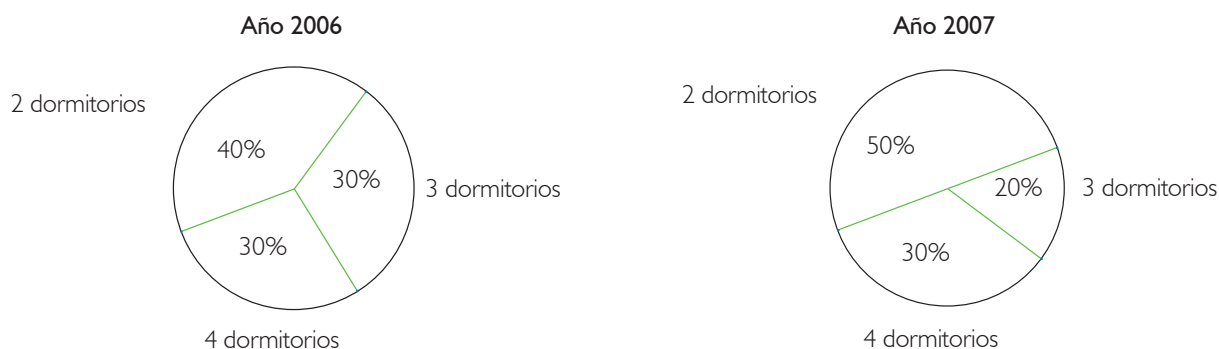 Año 2006
2 dormitorios
40%
30%
3 dormitorios
30%
4 dormitorios
Año 2007
2 dormitorios
50%
20%
3 dormitorios
30%
4 dormitorios